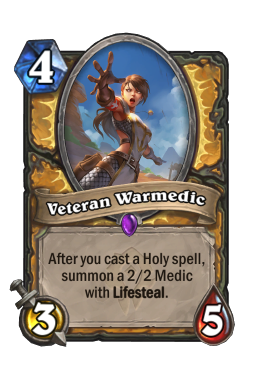 4
Veteran Warmedic
After you cast a Holy spell,
summon a 2/2 Medic
with Lifesteal.
3
5